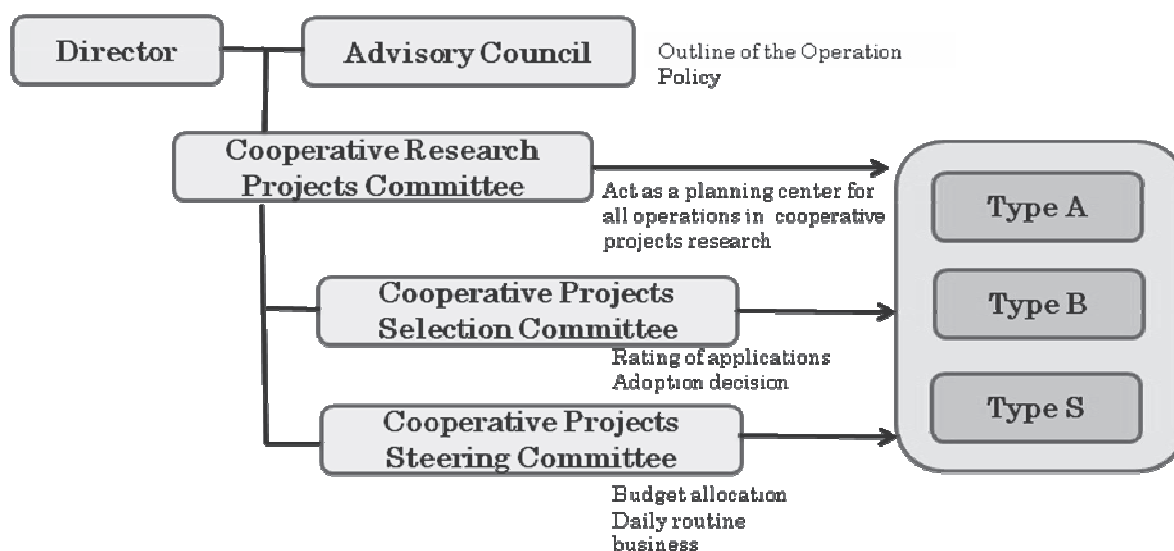 Director
Advisory Council
Outline of the Operation
Policy
Cooperative Research
Projects Committee
Act as a planning center for
all operations in cooperative
projects research
Type A
Cooperative Projects
Selection Committee
Type B
Rating of applications
Adoption decision
Cooperative Projects
Steering Committee
Type S
Budget allocation
Daily routine
business